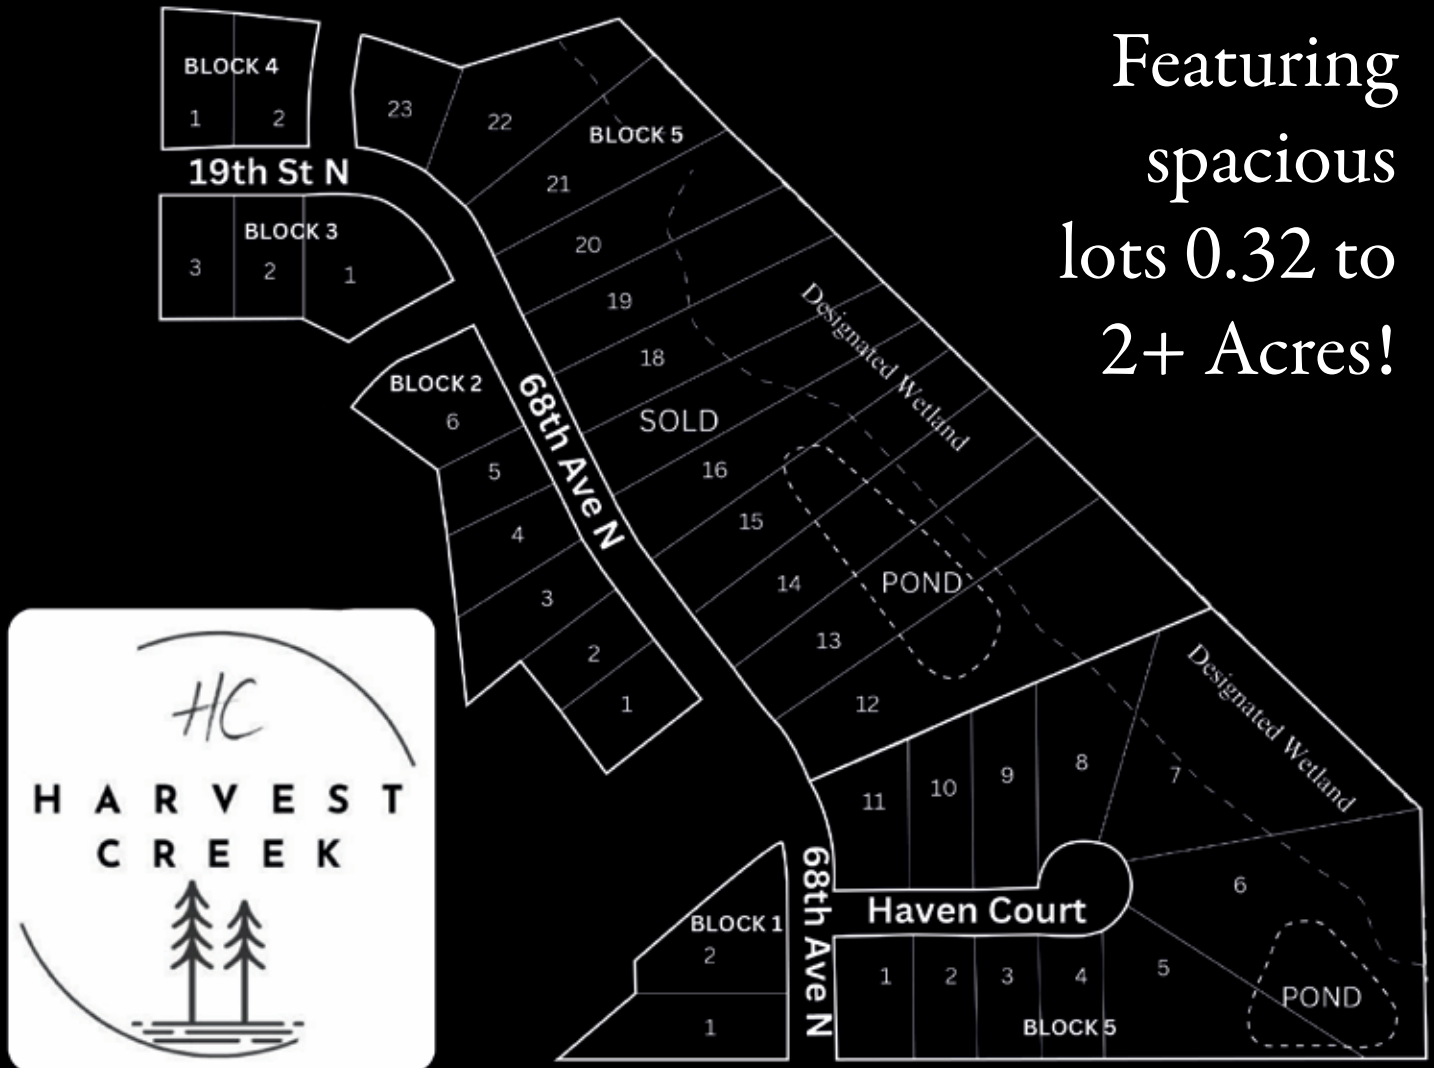 Featuring
spacious
lots 0.32 to
2+ Acres!
BLOCK 4
1
2
19th St N
BLOCK 3
3
2
1
23
22
BLOCK 5
21
20
19
18
SOLD
16
15
14
13
12
Designated Wetland
POND
BLOCK 2
6
5
4
3
2
1
68th Ave N
11
10
9
8
7
6
Designated Wetland
Haven Court
68th Ave N
BLOCK 1
2
1
1
2
3
4
5
BLOCK 5
POND
HC
HARVEST
CREEK